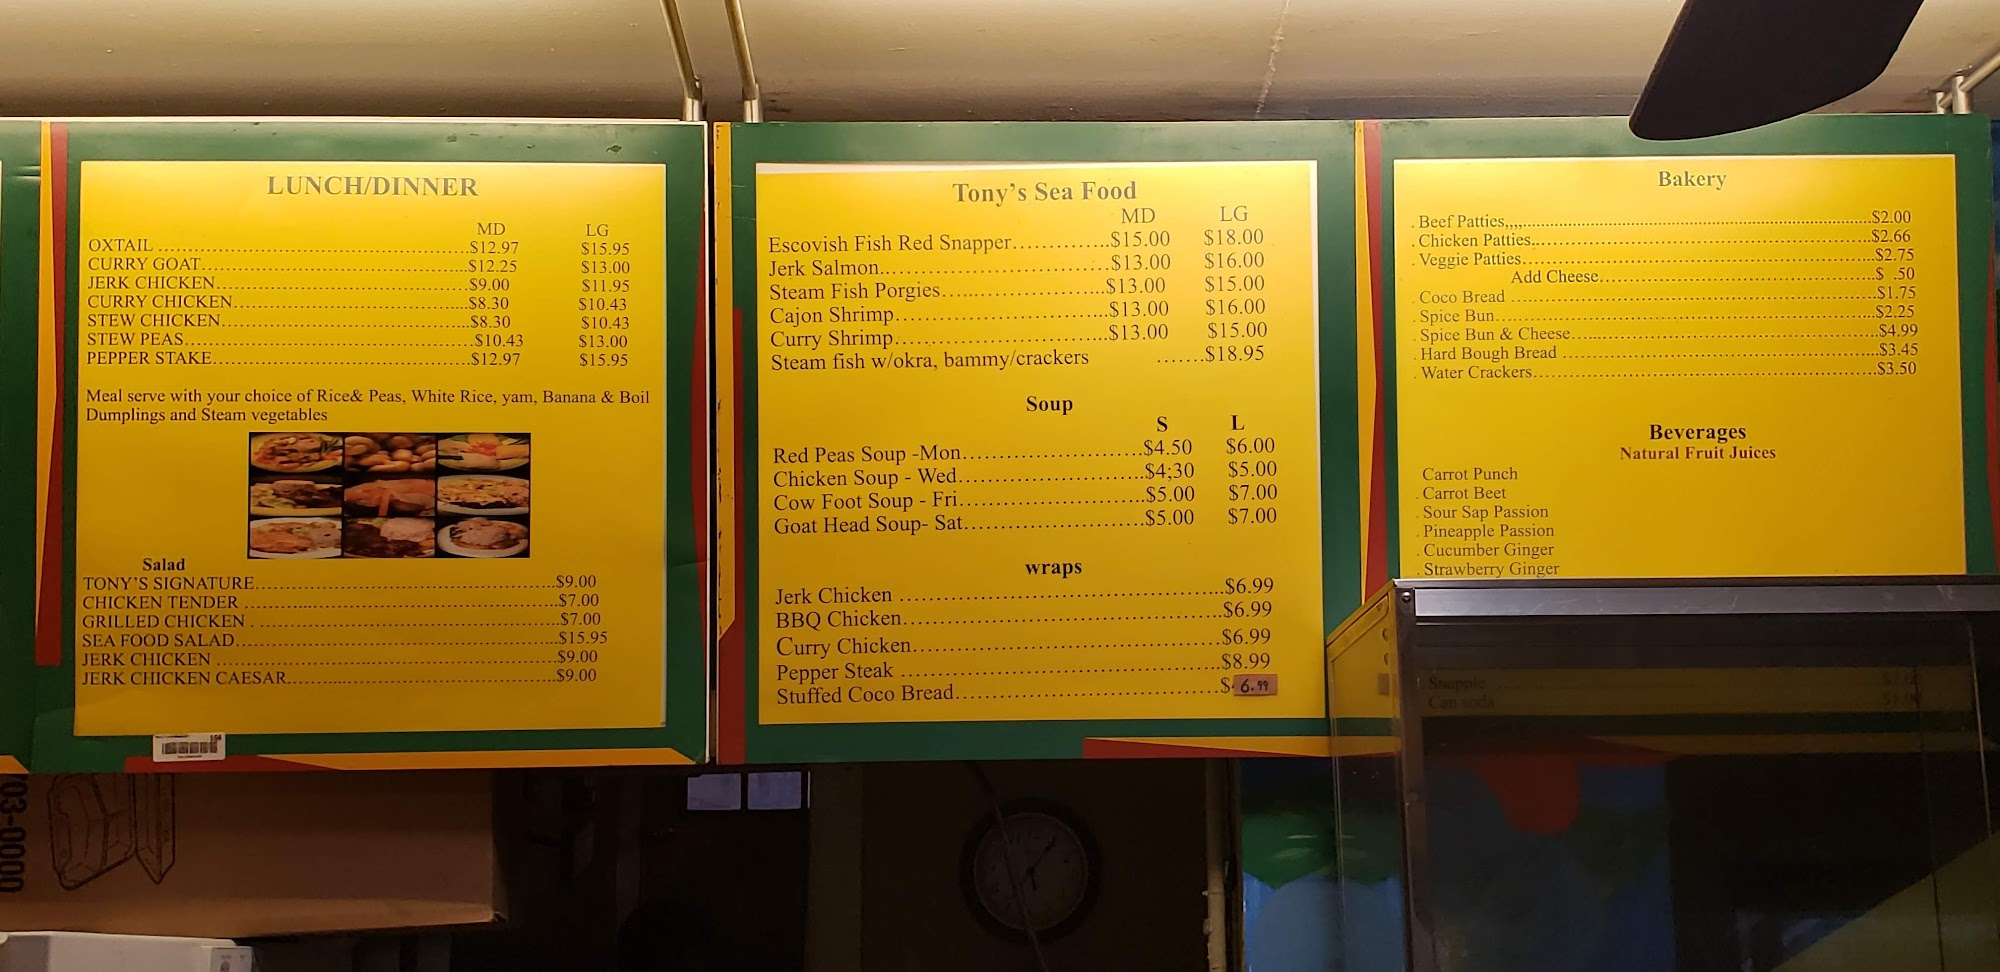 LUNCH/DINNER
MD LG
OXTAIL $12.97 $15.95
CURRY GOAT $12.25 $13.00
JERK CHICKEN $9.00 $11.95
CURRY CHICKEN $8.30 $10.43
STEW CHICKEN $8.30 $10.43
STEW PEAS $10.43 $13.00
PEPPER STAKE $12.97 $15.95
Meal serve with your choice of Rice& Peas, White Rice, yam, Banana & Boil
Dumplings and Steam vegetables
Salad
TONY'S SIGNATURE $9.00
CHICKEN TENDER $7.00
GRILLED CHICKEN $7.00
SEA FOOD SALAD $15.95
JERK CHICKEN $9.00
JERK CHICKEN CAESAR $9.00
Tony's Sea Food
MD LG
Escovish Fish Red Snapper $15.00 $18.00
Jerk Salmon $13.00 $16.00
Steam Fish Porgies $13.00 $15.00
Cajon Shrimp $13.00 $16.00
Curry Shrimp $13.00 $15.00
Steam fish w/okra, bammy/crackers $18.95
Soup
S L
Red Peas Soup -Mon $4.50 $6.00
Chicken Soup - Wed $4;30 $5.00
Cow Foot Soup - Fri $5.00 $7.00
Goat Head Soup- Sat $5.00 $7.00
wraps
Jerk Chicken $6.99
BBQ Chicken $6.99
Curry Chicken $6.99
Pepper Steak $8.99
Stuffed Coco Bread $ 6.99
Bakery
Beef Patties,,,, $2.00
Chicken Patties $2.66
Veggie Patties $2.75
Add Cheese $ .50
Coco Bread $1.75
Spice Bun $2.25
Spice Bun & Cheese $4.99
Hard Bough Bread $3.45
Water Crackers $3.50
Beverages
Natural Fruit Juices
Carrot Punch
Carrot Beet
Sour Sap Passion
Pineapple Passion
Cucumber Ginger
Strawberry Ginger
Snapple
Can soda
03-0000